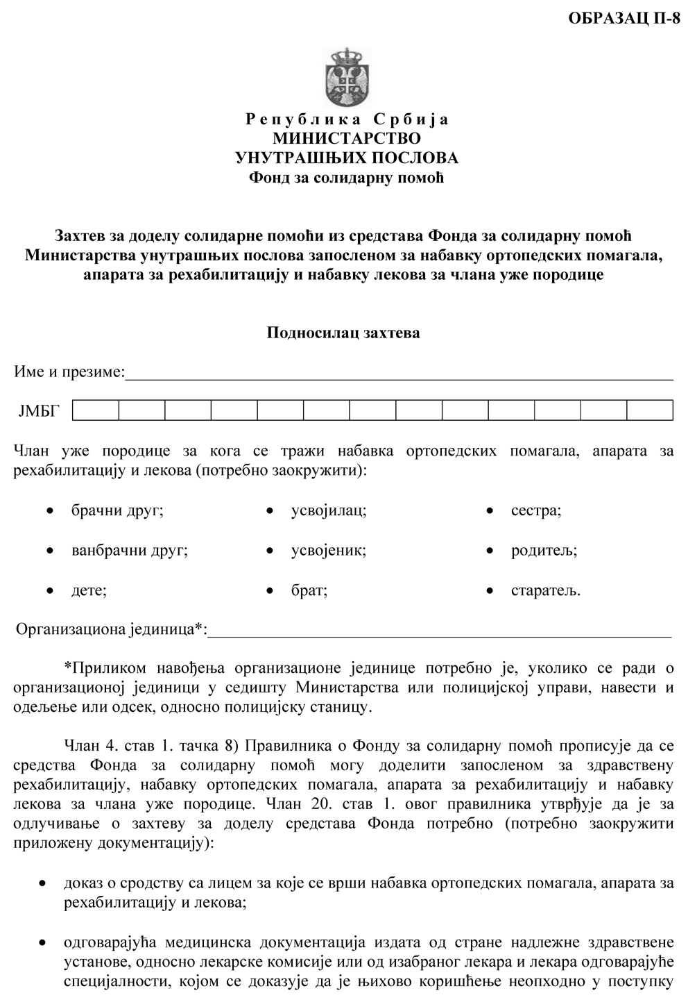 ОБРАЗАЦ П-8
Република Србија
МИНИСТАРСТВО
УНУТРАШЊИХ ПОСЛОВА
Фонд за солидарну помоћ
Захтев за доделу солидарне помоћи из средстава Фонда за солидарну помоћ
Министарства унутрашњих послова запосленом за набавку ортопедских помагала,
апарата за рехабилитацију и набавку лекова за члана уже породице
Подносилац захтева
Име и презиме:
ЈМБГ
Члан уже породице за кога се тражи набавка ортопедских помагала, апарата за
рехабилитацију и лекова (потребно заокружити):
• брачни друг; • усвојилац; • сестра;
• ванбрачни друг; • усвојеник; • родитељ;
• дете; • брат; • старатељ.
Организациона јединица*:
*Приликом навођења организационе јединице потребно је, уколико се ради о
организационој јединици у седишту Министарства или полицијској управи, навести и
одељење или одсек, односно полицијску станицу.
Члан 4. став 1. тачка 8) Правилника о Фонду за солидарну помоћ прописује да се
средства Фонда за солидарну помоћ могу доделити запосленом за здравствену
рехабилитацију, набавку ортопедских помагала, апарата за рехабилитацију и набавку
лекова за члана уже породице. Члан 20. став 1. овог правилника утврђује да је за
одлучивање о захтеву за доделу средстава Фонда потребно (потребно заокружити
приложену документацију):
• доказ о сродству са лицем за које се врши набавка ортопедских помагала, апарата за
рехабилитацију и лекова;
• одговарајућа медицинска документација издата од стране надлежне здравствене
установе, односно лекарске комисије или од изабраног лекара и лекара одговарајуће
специјалности, којом се доказује да је њихово коришћење неопходно у поступку